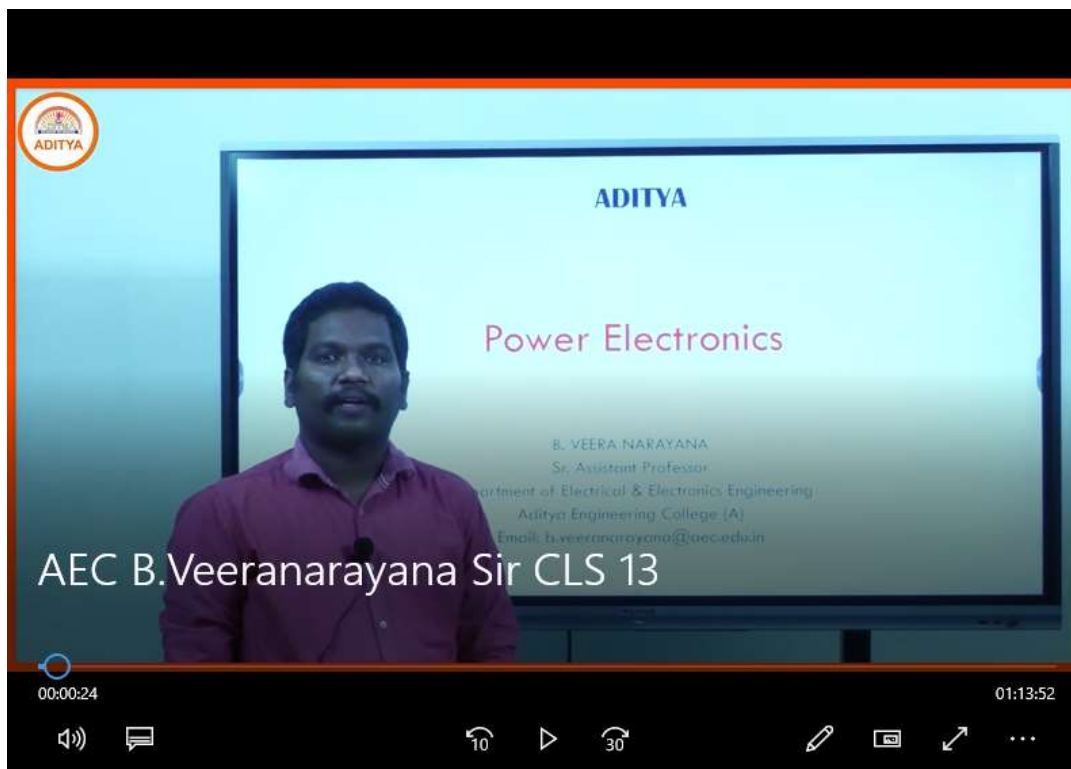 ADITYA
ADITYA
Power Electronics
B. VEERA NARAYANA
Sr. Assistant Professor
Department of Electrical & Electronics Engineering
Aditya Engineering College (A)
Email: b.veeranarayana@aec.edu.in
AEC B.Veeranarayana Sir CLS 13
00:00:24
01:13:52
10
30